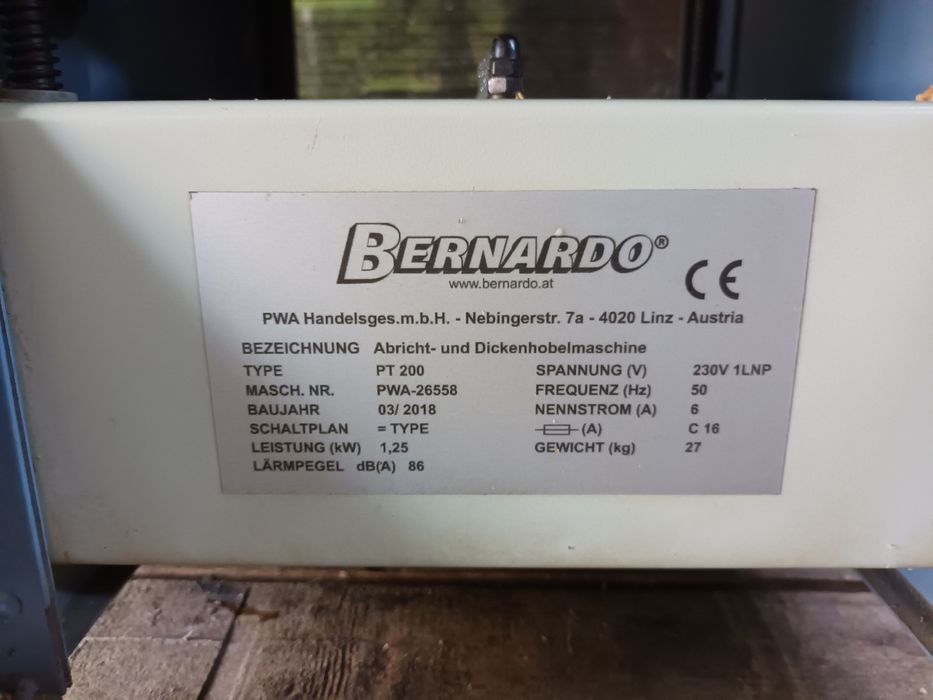 BERNARDO®
www.bernardo.at
CE
PWA Handelsges.m.b.H. - Nebingerstr. 7a - 4020 Linz - Austria
BEZEICHNUNG Abricht- und Dickenhobelmaschine
TYPE PT 200 SPANNUNG (V) 230V 1LNP
MASCH. NR. PWA-26558 FREQUENZ (Hz) 50
BAUJAHR 03/ 2018 NENNSTROM (A) 6
SCHALTPLAN = TYPE (A) C 16
LEISTUNG (kW) 1,25 GEWICHT (kg) 27
LÄRMPEGEL dB(A) 86